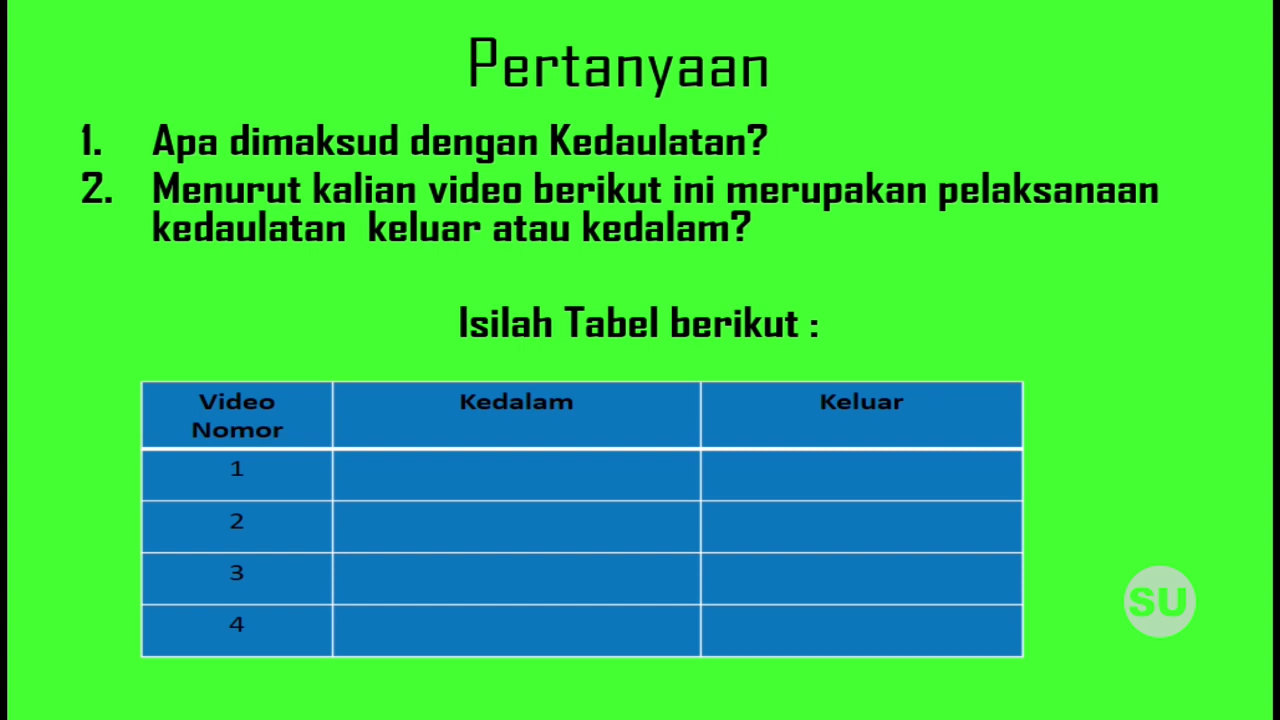 Pertanyaan
1. Apa dimaksud dengan Kedaulatan?
2. Menurut kalian video berikut ini merupakan pelaksanaan
kedaulatan keluar atau kedalam?
Isilah Tabel berikut :
Video Nomor Kedalam Keluar
1
2
3
4
SU